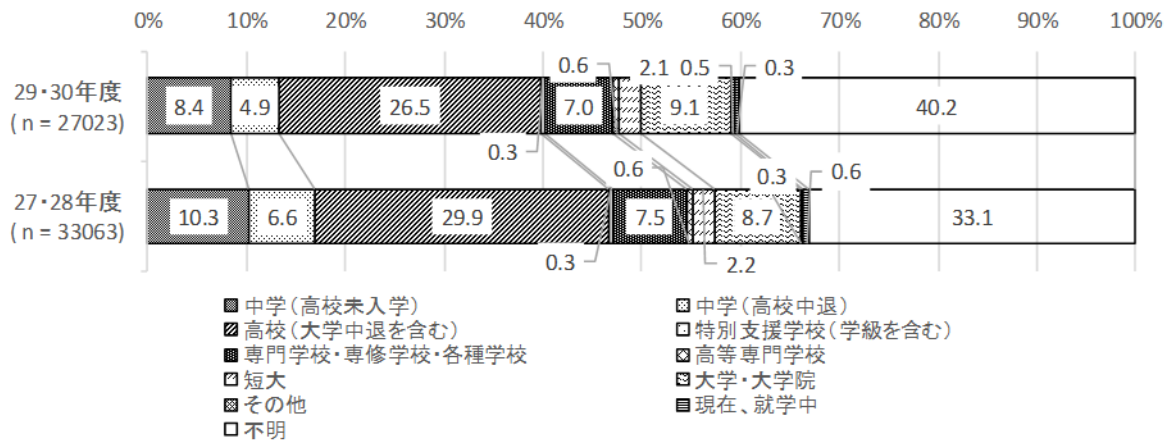 0% 10% 20% 30% 40% 50% 60% 70% 80% 90% 100%
0.6 2.1 0.5 0.3
29・30年度
( n = 27023)
8.4 4.9 26.5 7.0 9.1 40.2
0.3 0.6 0.3 0.6
27・28年度
( n = 33063)
10.3 6.6 29.9 7.5 8.7 33.1
0.3 2.2
中学(高校未入学) 中学(高校中退)
高校(大学中退を含む) 特別支援学校(学級を含む)
専門学校・専修学校・各種学校 高等専門学校
短大 大学・大学院
その他 現在、就学中
不明